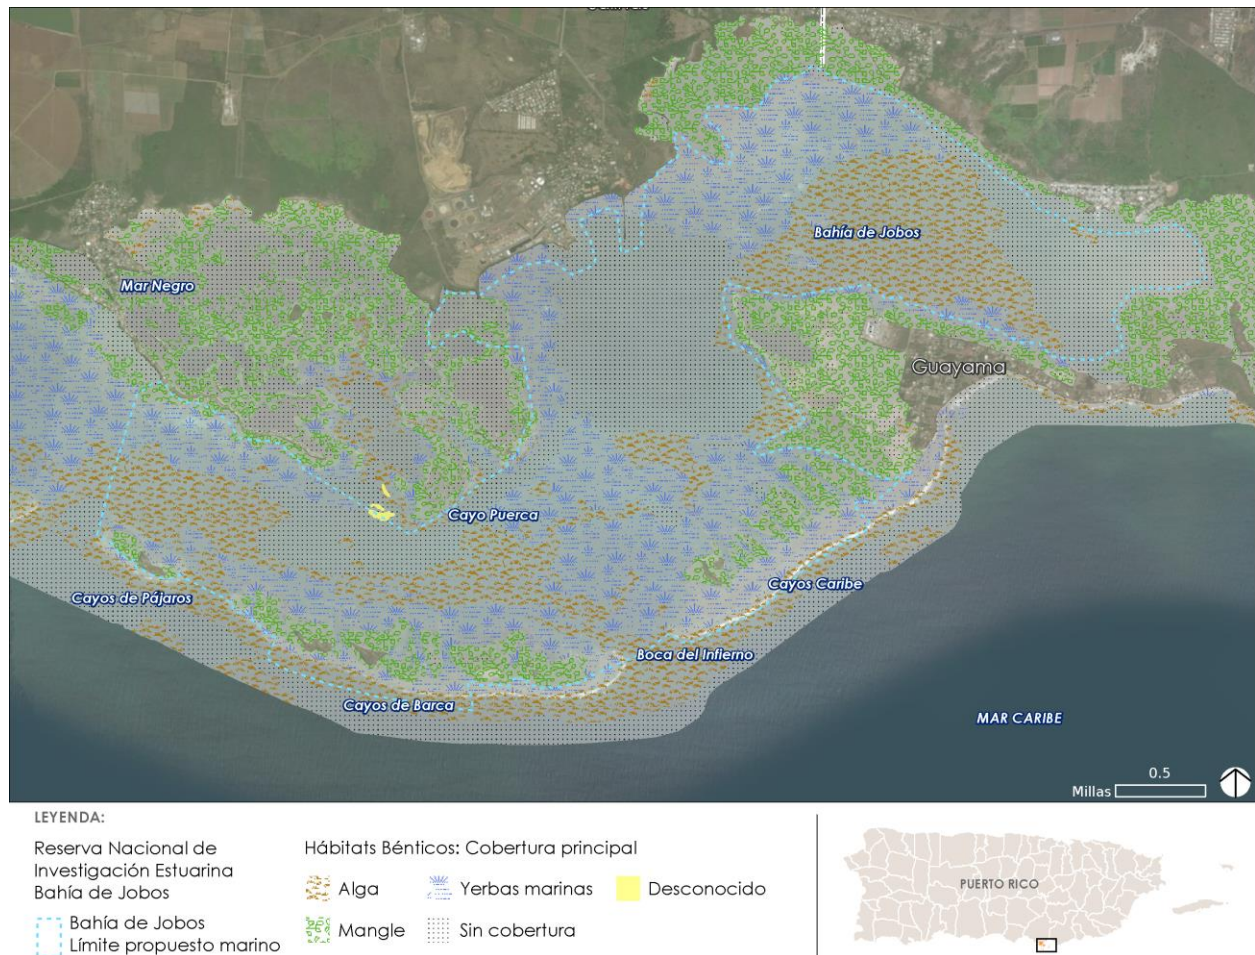 Bahía de Jobos
Mar Negro
Guayama
Cayo Puerca
Cayos Caribe
Cayos de Pájaros
Boca del Infierno
Cayos de Barca
MAR CARIBE
0.5
Millas
LEYENDA:
Reserva Nacional de
Investigación Estuarina
Bahía de Jobos
Bahía de Jobos
Límite propuesto marino
Hábitats Bénticos: Cobertura principal
Alga
Yerbas marinas
Desconocido
Mangle
Sin cobertura
PUERTO RICO